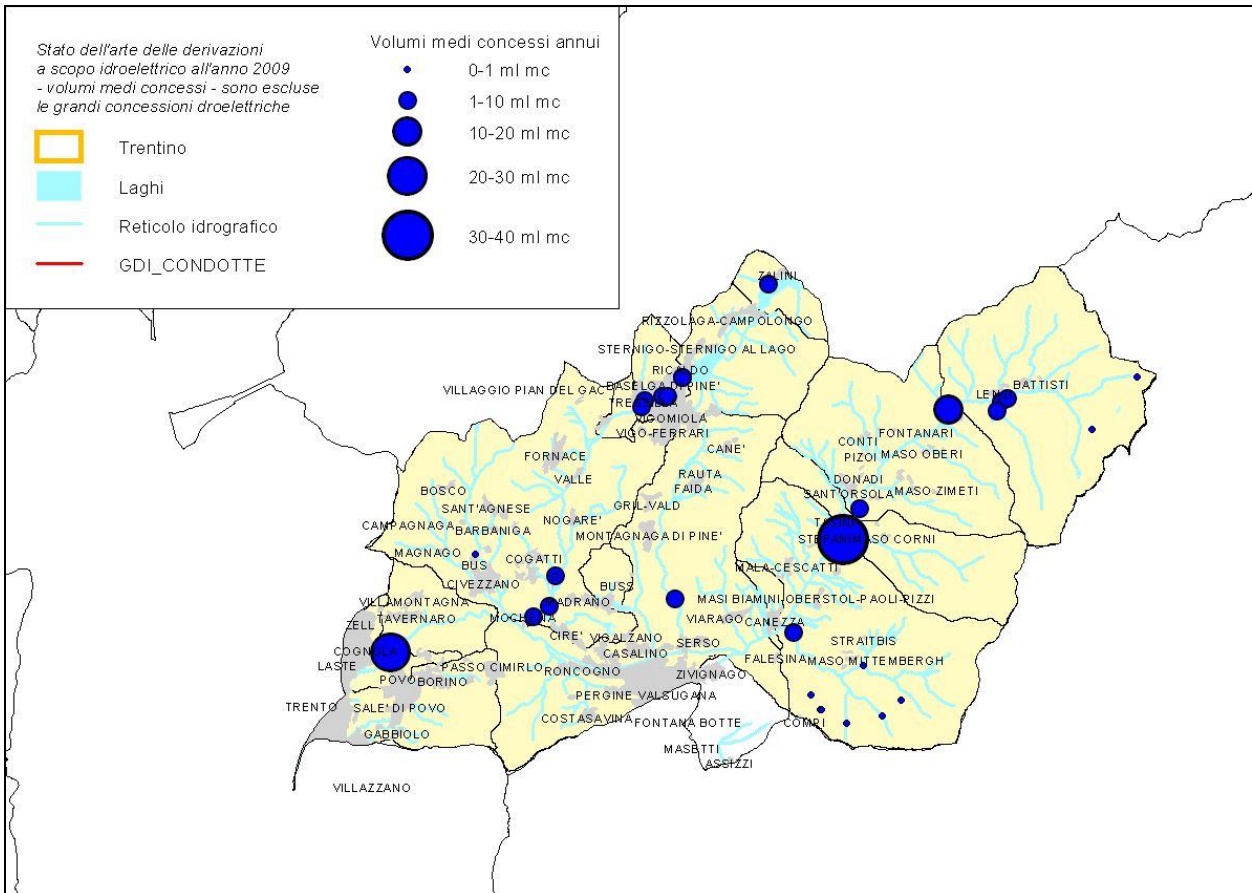 Stato dell'arte delle derivazioni
a scopo idroelettrico all'anno 2009
- volumi medi concessi - sono escluse
le grandi concessioni droelettriche
Trentino
Laghi
Reticolo idrografico
GDI_CONDOTTE
Volumi medi concessi annui
0-1 ml mc
1-10 ml mc
10-20 ml mc
20-30 ml mc
30-40 ml mc
ZALINI
RIZZOLAGA-CAMPOLONGO
STERNIGO-STERNIGO AL LAGO
RICALDO
VILLAGGIO PIAN DEL GAC
BASELGA DI PINE'
VIGOMIOLA
VIGO-FERRARI
BATTISTI
CANE'
FORNACE
VALLE
RAUTA
FAIDA
CONTI
PIZOI
FONTANARI
MASO OBERI
DONADI
SANT'ORSOLA
MASO ZIMETI
BOSCO
SANT'AGNESE
GRIL-VALD
CAMPAGNAGA
BARBANIGA
NOGARE'
MONTAGNAGA DI PINE'
STEFANI
MASO CORNI
MAGNAGO
BUS
COGATTI
CIVEZZANO
BUSS
MALA-CESCATTI
VILLAMONTAGNA
TAVERNARO
MASI BIAMINI-OBERSTOL-PAOLI-PIZZI
ZELL
CIRE'
VIGALZANO
VIARAGO
CANEZZA
COGNOLA
CASALINO
SERSO
STRAITBIS
LASTE
POVO
BORINO
PASSO CIMIRLO
RONCOGNO
ZIVIGNAGO
FALESINA
MASO MITTEMBERGH
TRENTO
SALE' DI POVO
PERGINE VALSUGANA
COSTASAVINA
FONTANA BOTTE
COMPI
GABBIOLO
MASETTI
ASSIZZI
VILLAZZANO